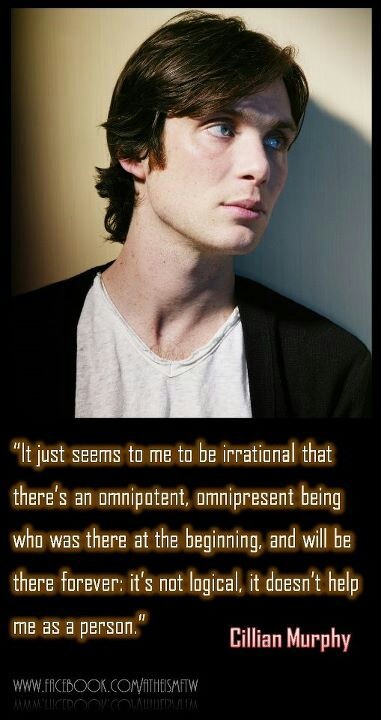 “It just seems to me to be irrational that
there’s an omnipotent, omnipresent being
who was there at the beginning, and will be
there forever: it’s not logical, it doesn’t help
me as a person.”
Cillian Murphy
WWW.FACEBOOK.COM/ATHEISMFTW